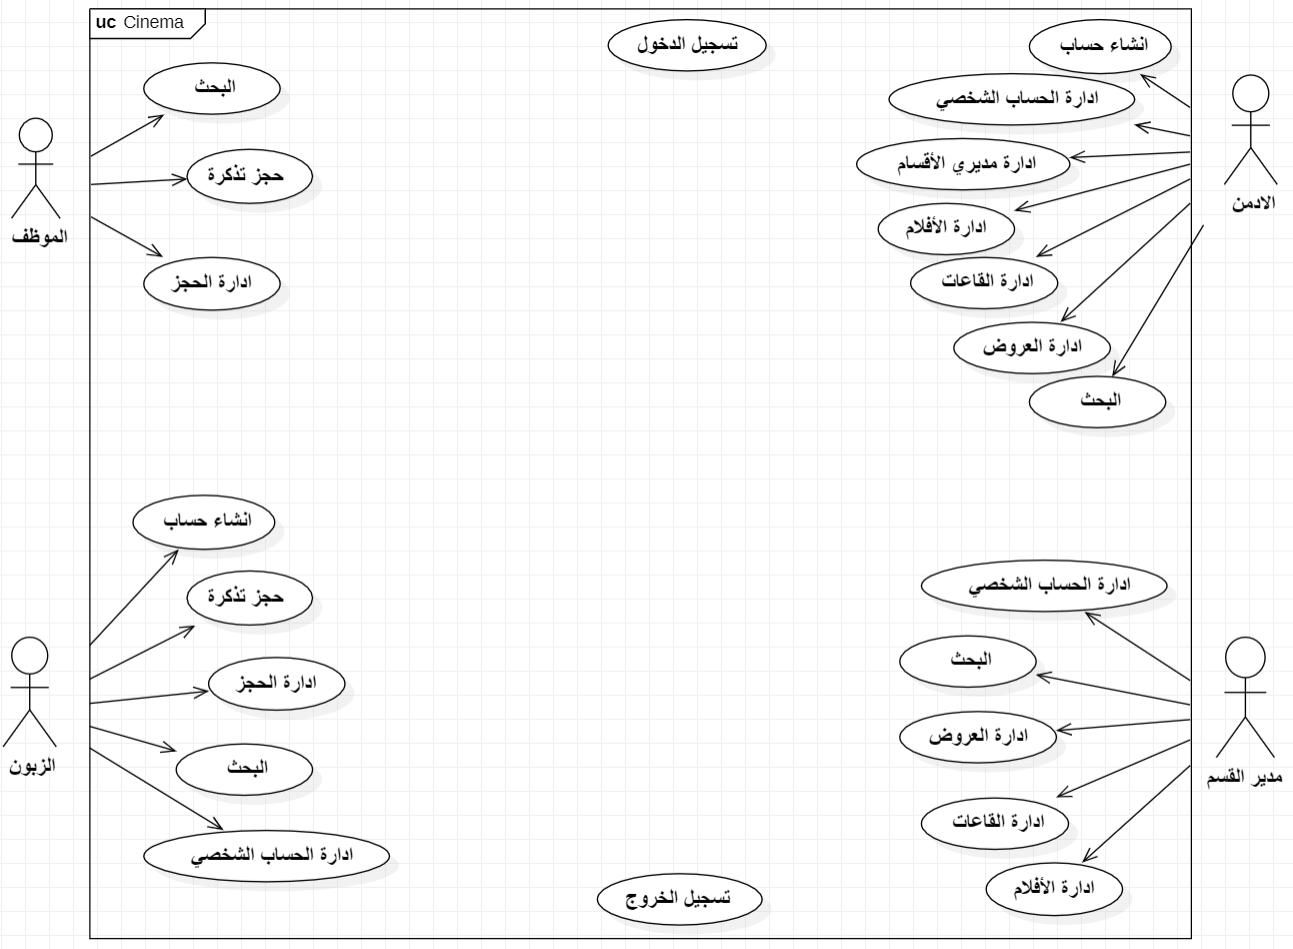 uc Cinema
تسجيل الدخول
انشاء حساب
ادارة الحساب الشخصي
ادارة مديري الأقسام
ادارة الأفلام
ادارة القاعات
ادارة العروض
البحث
الادمن
البحث
حجز تذكرة
ادارة الحجز
الموظف
انشاء حساب
حجز تذكرة
ادارة الحجز
البحث
ادارة الحساب الشخصي
الزبون
ادارة الحساب الشخصي
البحث
ادارة العروض
ادارة القاعات
ادارة الأفلام
مدير القسم
تسجيل الخروج